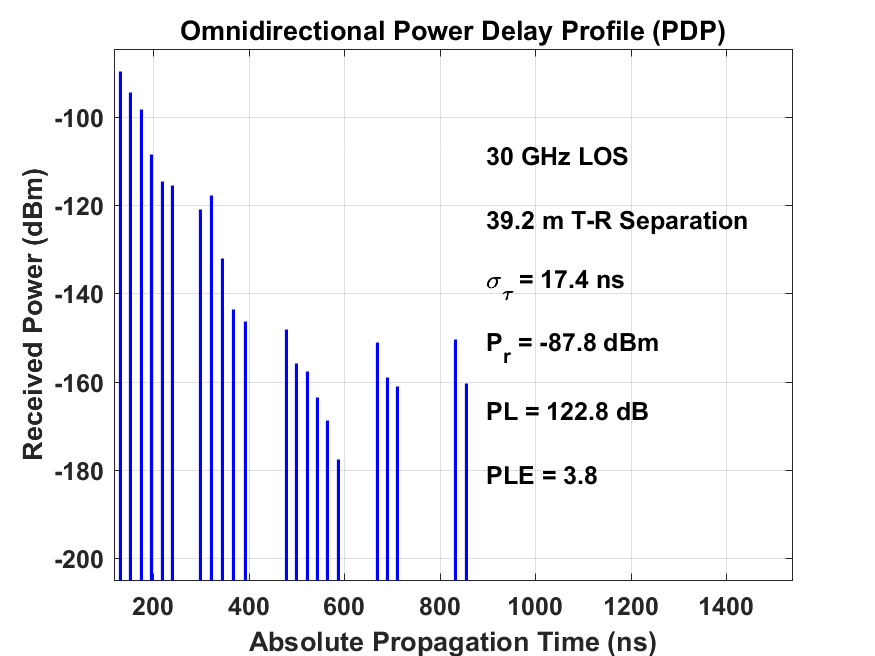 Omnidirectional Power Delay Profile (PDP)
Received Power (dBm)
-100
-120
-140
-160
-180
-200
30 GHz LOS
39.2 m T-R Separation
σ_τ = 17.4 ns
P_r = -87.8 dBm
PL = 122.8 dB
PLE = 3.8
200 400 600 800 1000 1200 1400
Absolute Propagation Time (ns)